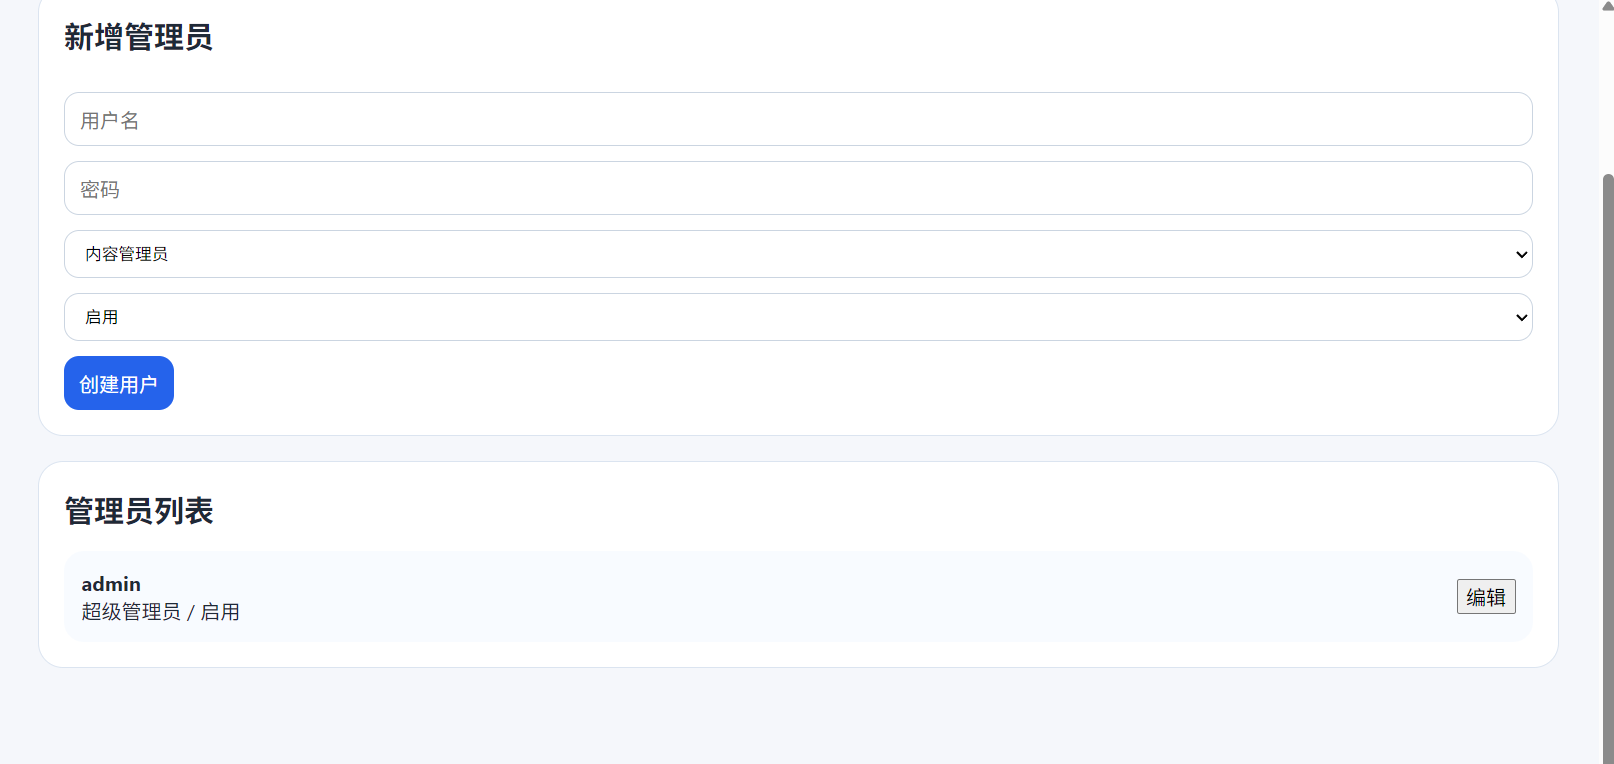 新增管理员
用户名
密码
内容管理员
启用
创建用户
管理员列表
admin
超级管理员 / 启用
编辑